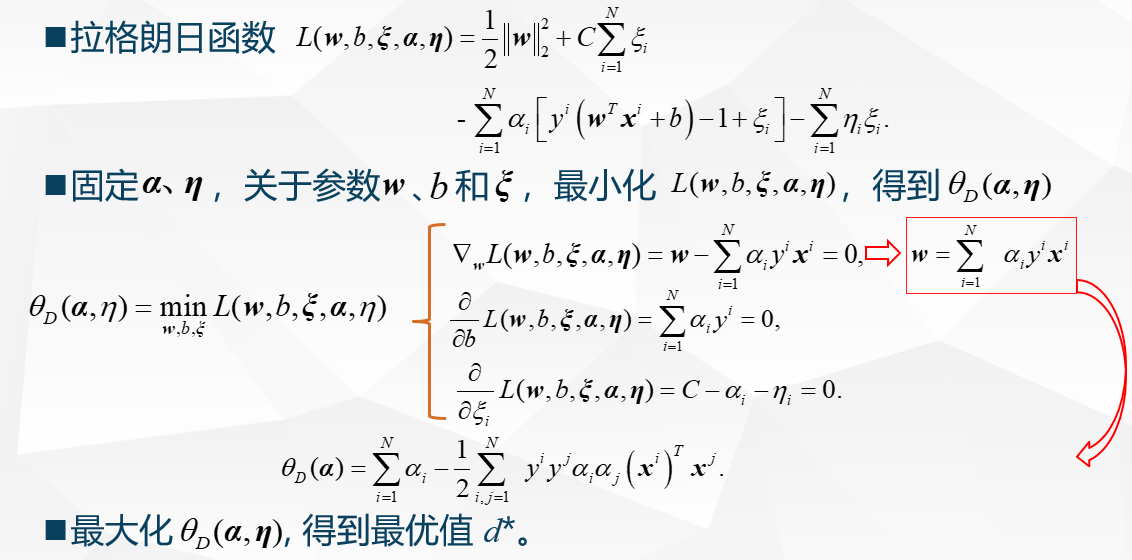 ■拉格朗日函数 $L(\boldsymbol{w},b,\boldsymbol{\xi},\boldsymbol{\alpha},\boldsymbol{\eta})=\frac{1}{2}\|\boldsymbol{w}\|_2^2+C\sum_{i=1}^{N}\xi_i$
$-\sum_{i=1}^{N}\alpha_i\left[y^i\left(\boldsymbol{w}^T\boldsymbol{x}^i+b\right)-1+\xi_i\right]-\sum_{i=1}^{N}\eta_i\xi_i.$
■固定$\boldsymbol{\alpha}$、$\boldsymbol{\eta}$，关于参数$\boldsymbol{w}$、$b$和$\boldsymbol{\xi}$，最小化 $L(\boldsymbol{w},b,\boldsymbol{\xi},\boldsymbol{\alpha},\boldsymbol{\eta})$，得到 $\theta_D(\boldsymbol{\alpha},\boldsymbol{\eta})$
$\nabla_{\boldsymbol{w}}L(\boldsymbol{w},b,\boldsymbol{\xi},\boldsymbol{\alpha},\boldsymbol{\eta})=\boldsymbol{w}-\sum_{i=1}^{N}\alpha_iy^i\boldsymbol{x}^i=0,$ ⇨ $\boldsymbol{w}=\sum_{i=1}^{N}\alpha_iy^i\boldsymbol{x}^i$
$\theta_D(\boldsymbol{\alpha},\eta)=\min_{\boldsymbol{w},b,\xi}L(\boldsymbol{w},b,\boldsymbol{\xi},\boldsymbol{\alpha},\eta)$
$\frac{\partial}{\partial b}L(\boldsymbol{w},b,\boldsymbol{\xi},\boldsymbol{\alpha},\boldsymbol{\eta})=\sum_{i=1}^{N}\alpha_iy^i=0,$
$\frac{\partial}{\partial \xi_i}L(\boldsymbol{w},b,\boldsymbol{\xi},\boldsymbol{\alpha},\boldsymbol{\eta})=C-\alpha_i-\eta_i=0.$
$\theta_D(\boldsymbol{\alpha})=\sum_{i=1}^{N}\alpha_i-\frac{1}{2}\sum_{i,j=1}^{N}y^iy^j\alpha_i\alpha_j\left(\boldsymbol{x}^i\right)^T\boldsymbol{x}^j.$
■最大化 $\theta_D(\boldsymbol{\alpha},\boldsymbol{\eta})$, 得到最优值 $d$*。